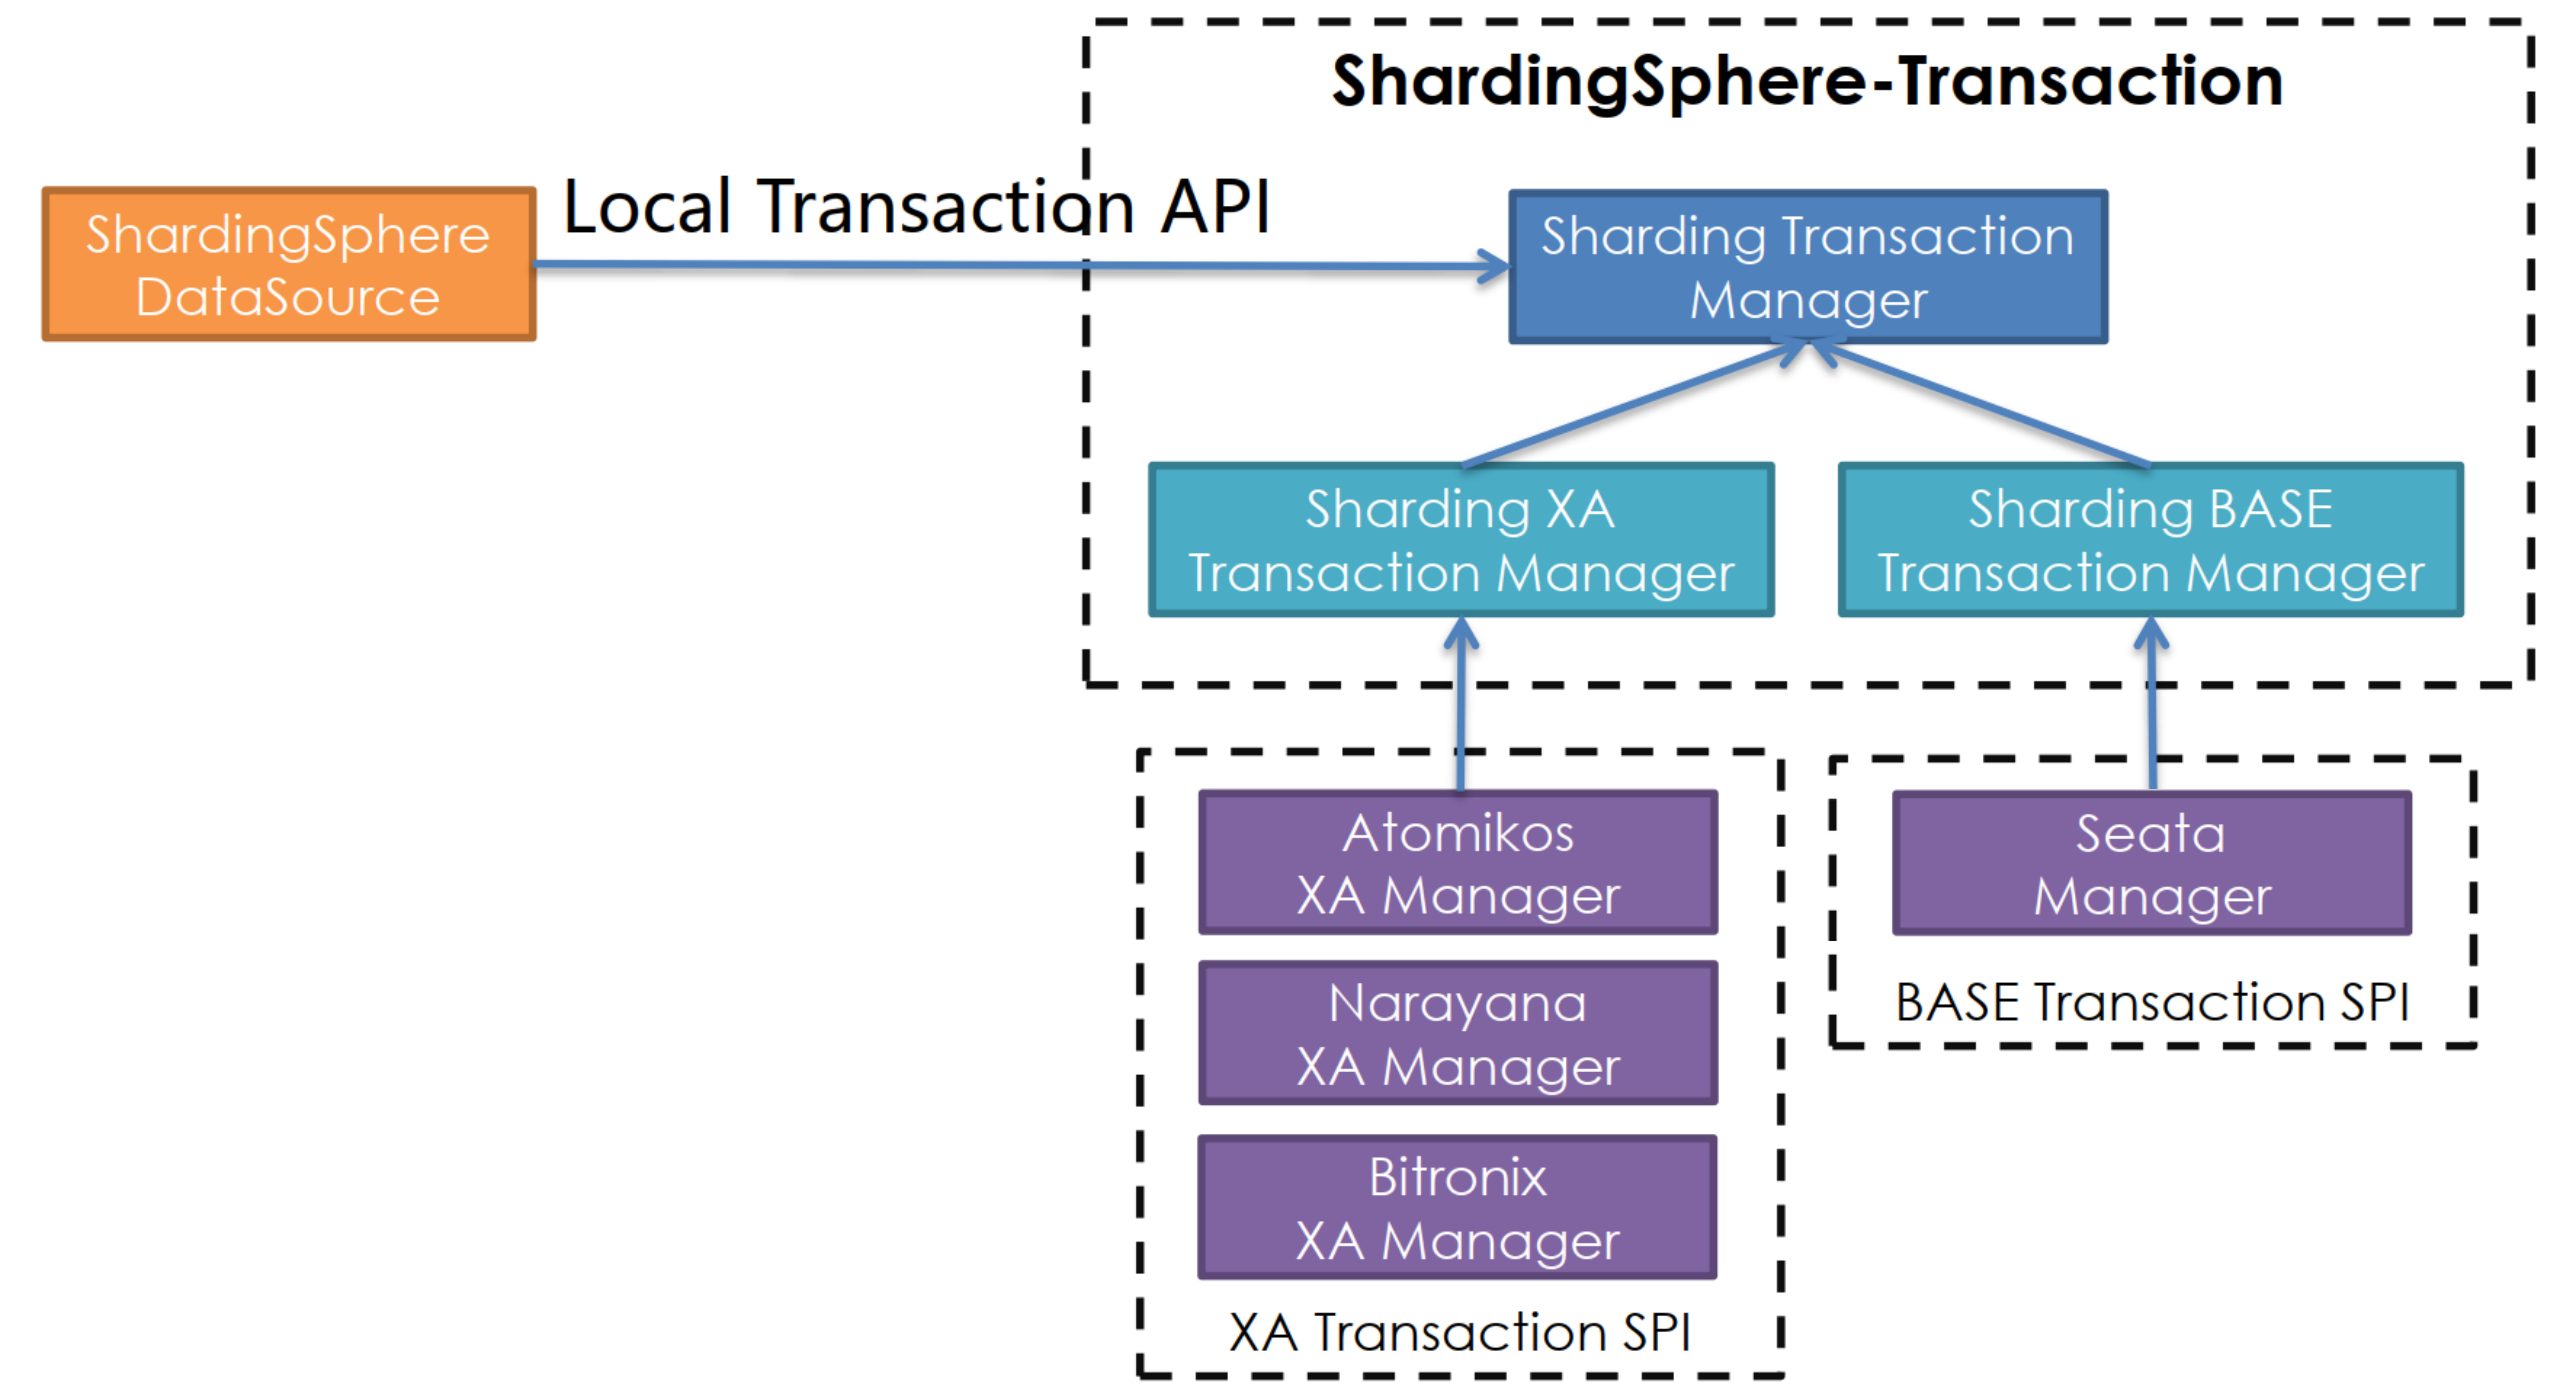 ShardingSphere-Transaction
Local Transaction API
ShardingSphere
DataSource
Sharding Transaction
Manager
Sharding XA
Transaction Manager
Sharding BASE
Transaction Manager
Atomikos
XA Manager
Narayana
XA Manager
Bitronix
XA Manager
XA Transaction SPI
Seata
Manager
BASE Transaction SPI